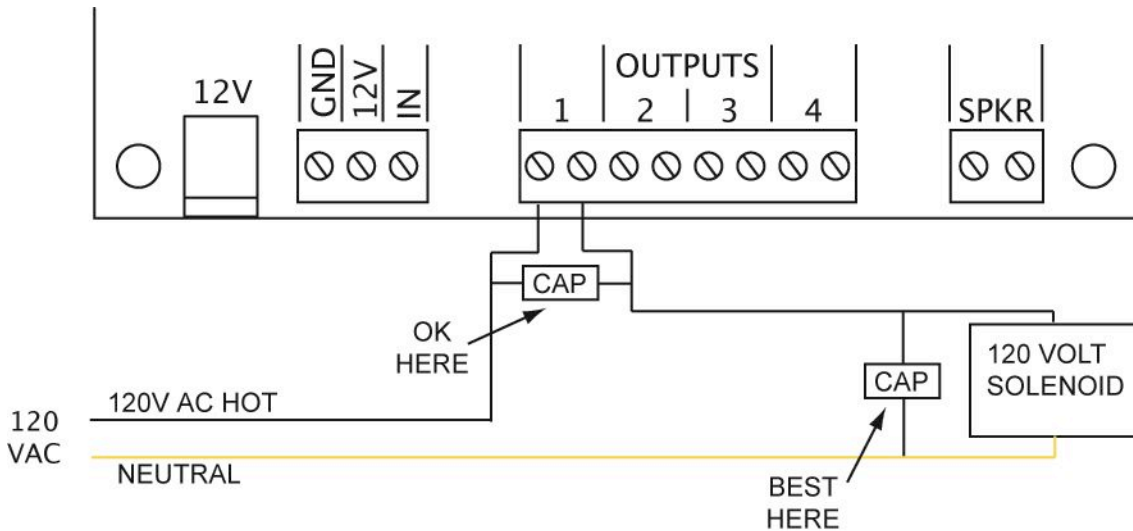 12V
GND
12V
IN
OUTPUTS
1 2 3 4
SPKR
CAP
OK
HERE
120 VOLT
SOLENOID
CAP
120V AC HOT
120
VAC
NEUTRAL
BEST
HERE